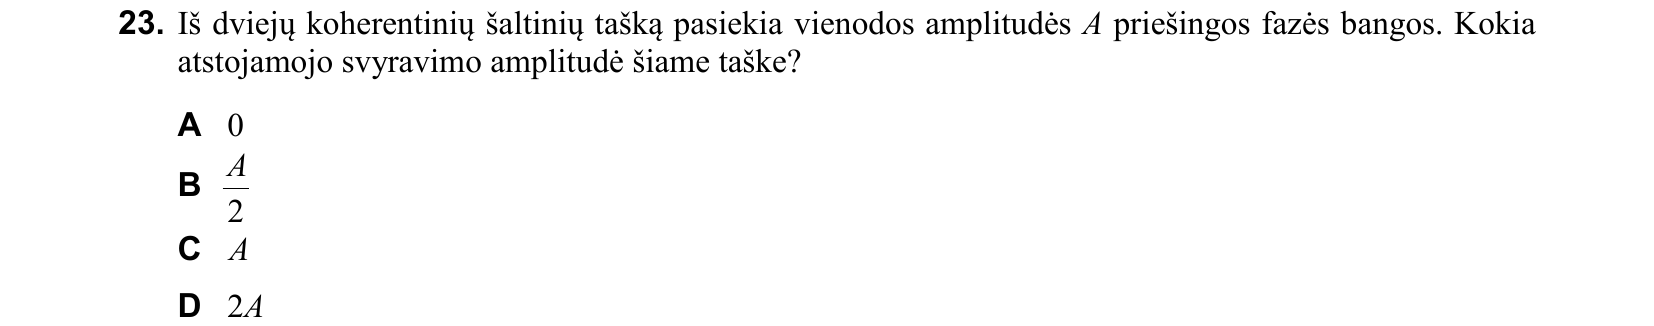 23. Iš dviejų koherentinių šaltinių tašką pasiekia vienodos amplitudės A priešingos fazės bangos. Kokia
atstojamojo svyravimo amplitudė šiame taške?
A 0
B A/2
C A
D 2A